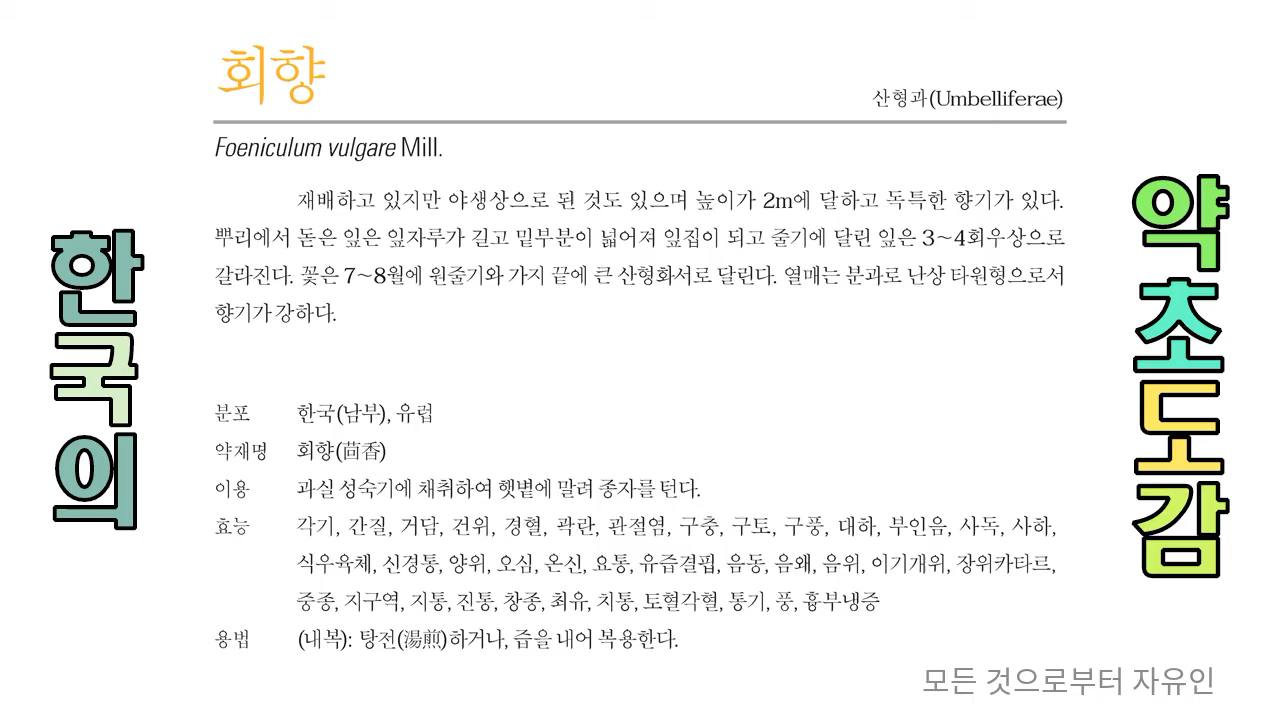 회향
산형과(Umbelliferae)
Foeniculum vulgare Mill.
재배하고 있지만 야생상으로 된 것도 있으며 높이가 2m에 달하고 독특한 향기가 있다.
뿌리에서 돋은 잎은 잎자루가 길고 밑부분이 넓어져 잎집이 되고 줄기에 달린 잎은 3~4회우상으로
갈라진다. 꽃은 7~8월에 원줄기와 가지 끝에 큰 산형화서로 달린다. 열매는 분과로 난상 타원형으로서
향기가 강하다.
분포 한국(남부), 유럽
약재명 회향(茴香)
이용 과실 성숙기에 채취하여 햇볕에 말려 종자를 턴다.
효능 각기, 간질, 거담, 건위, 경혈, 곽란, 관절염, 구충, 구토, 구풍, 대하, 부인음, 사독, 사하,
식우육체, 신경통, 양위, 오심, 온신, 요통, 유즙결핍, 음동, 음왜, 음위, 이기개위, 장위카타르,
중종, 지구역, 지통, 진통, 창종, 최유, 치통, 토혈각혈, 통기, 풍, 흉부냉증
용법 (내복): 탕전(湯煎)하거나, 즙을 내어 복용한다.
한국의
약초도감
모든 것으로부터 자유인